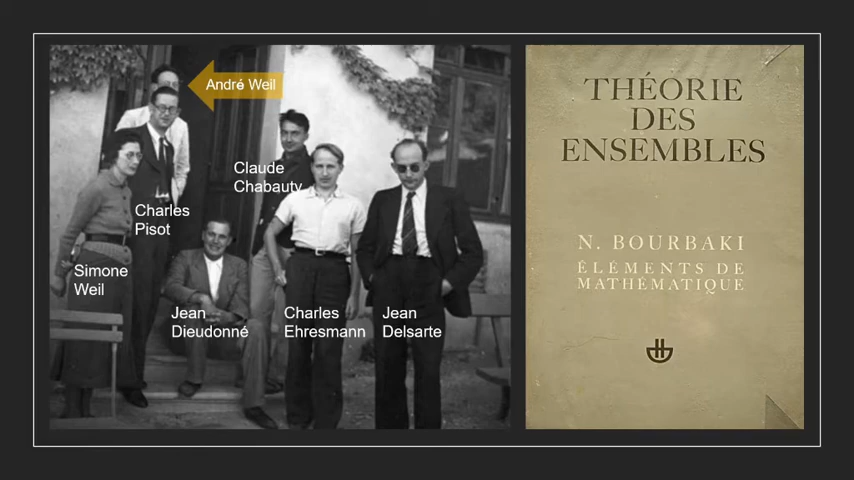 André Weil
Claude
Chabauty
Charles
Pisot
Simone
Weil
Jean
Dieudonné
Charles
Ehresmann
Jean
Delsarte
THÉORIE
DES
ENSEMBLES
N. BOURBAKI
ÉLÉMENTS DE
MATHÉMATIQUE